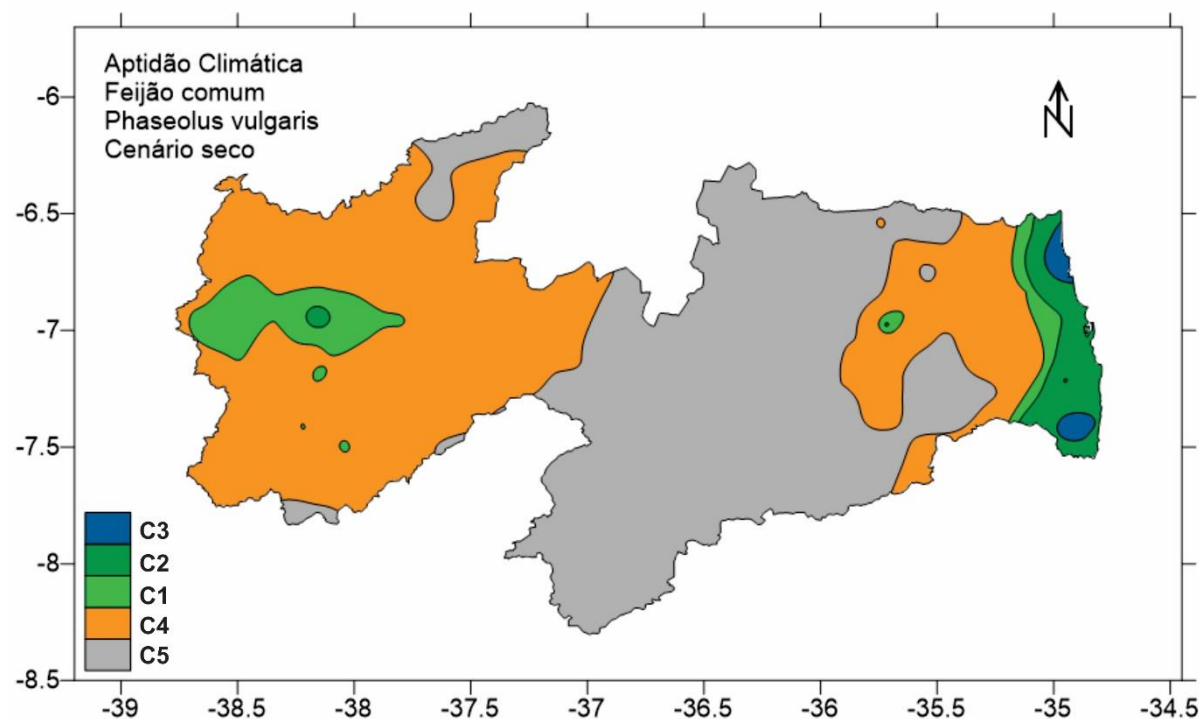 Aptidão Climática
Feijão comum
Phaseolus vulgaris
Cenário seco
N
-6
-6.5
-7
-7.5
-8
-8.5
C3
C2
C1
C4
C5
-39
-38.5
-38
-37.5
-37
-36.5
-36
-35.5
-35
-34.5